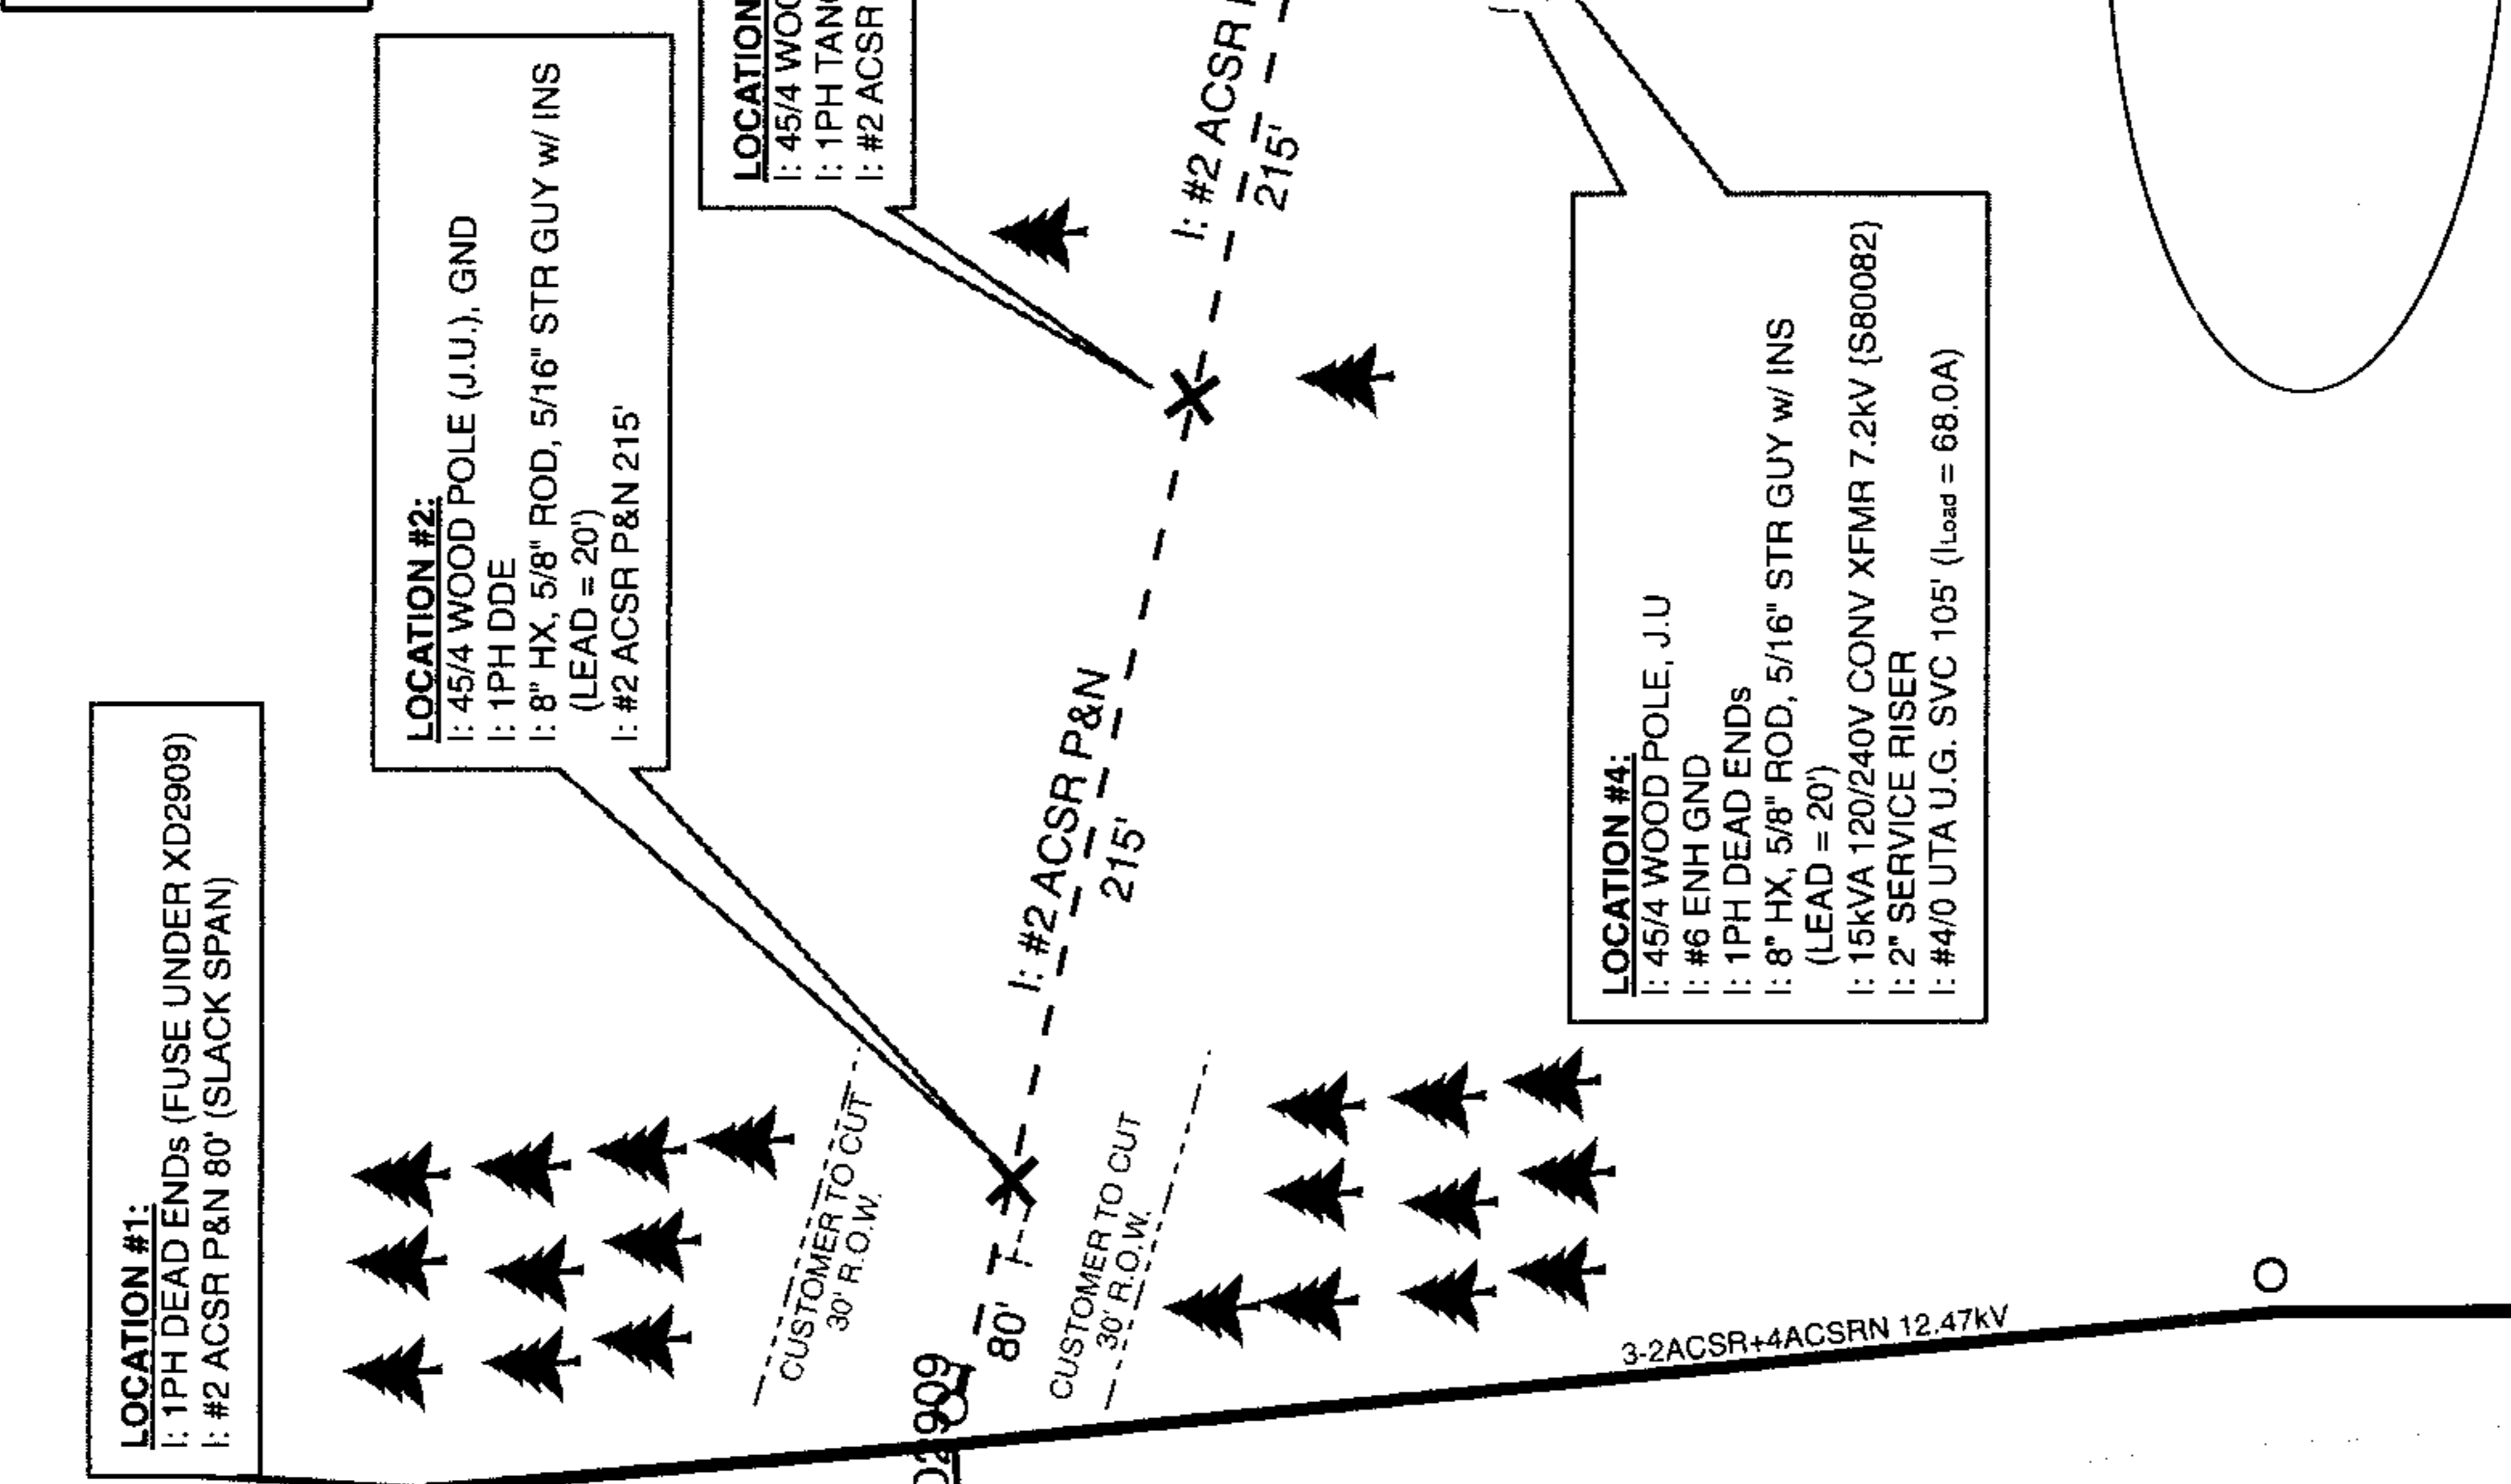 LOCATION #1:
I: 1PH DEAD ENDs (FUSE UNDER XD2909)
I: #2 ACSR P&N 80' (SLACK SPAN)
LOCATION #2:
I: 45/4 WOOD POLE (J.U.), GND
I: 1PH DDE
I: 8" HX, 5/8" ROD, 5/16" STR GUY w/ INS
(LEAD = 20')
I: #2 ACSR P&N 215'
LOCATION
I: 45/4 WOO
I: 1PH TAN
I: #2 ACSR
I: #2 ACSR
215'
I: #2 ACSR P&N
215'
CUSTOMER TO CUT
30' R.O.W.
80'
CUSTOMER TO CUT
30' R.O.W.
D2909
02909
LOCATION #4:
I: 45/4 WOOD POLE, J.U
I: #6 ENH GND
I: 1PH DEAD ENDs
I: 8" HX, 5/8" ROD, 5/16" STR GUY w/ INS
(LEAD = 20')
I: 15kVA 120/240V CONV XFMR 7.2kV {S80082}
I: 2" SERVICE RISER
I: #4/0 UTA U.G. SVC 105' (ILoad = 68.0A)
3-2ACSR+4ACSRN 12.47kV